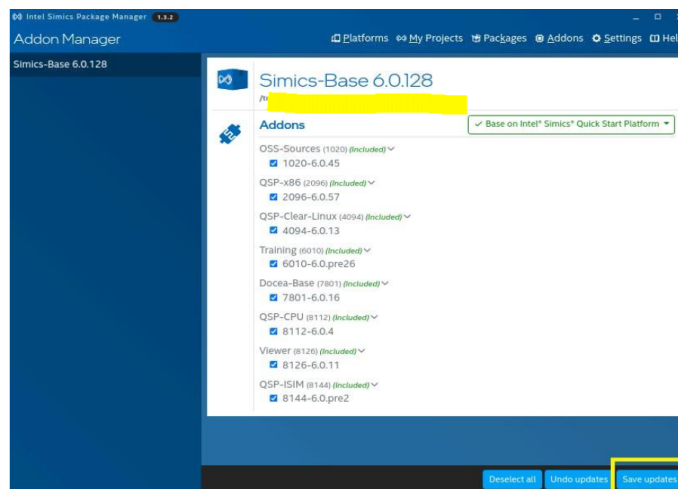 Intel Simics Package Manager 1.3.2
Addon Manager
Platforms My Projects Packages Addons Settings Hel
Simics-Base 6.0.128
Simics-Base 6.0.128
Addons
Base on Intel® Simics® Quick Start Platform
OSS-Sources (1020) (Included)
1020-6.0.45
QSP-x86 (2096) (Included)
2096-6.0.57
QSP-Clear-Linux (4094) (Included)
4094-6.0.13
Training (6010) (Included)
6010-6.0.pre26
Docea-Base (7801) (Included)
7801-6.0.16
QSP-CPU (8112) (Included)
8112-6.0.4
Viewer (8126) (Included)
8126-6.0.11
QSP-ISIM (8144) (Included)
8144-6.0.pre2
Deselect all Undo updates Save updates